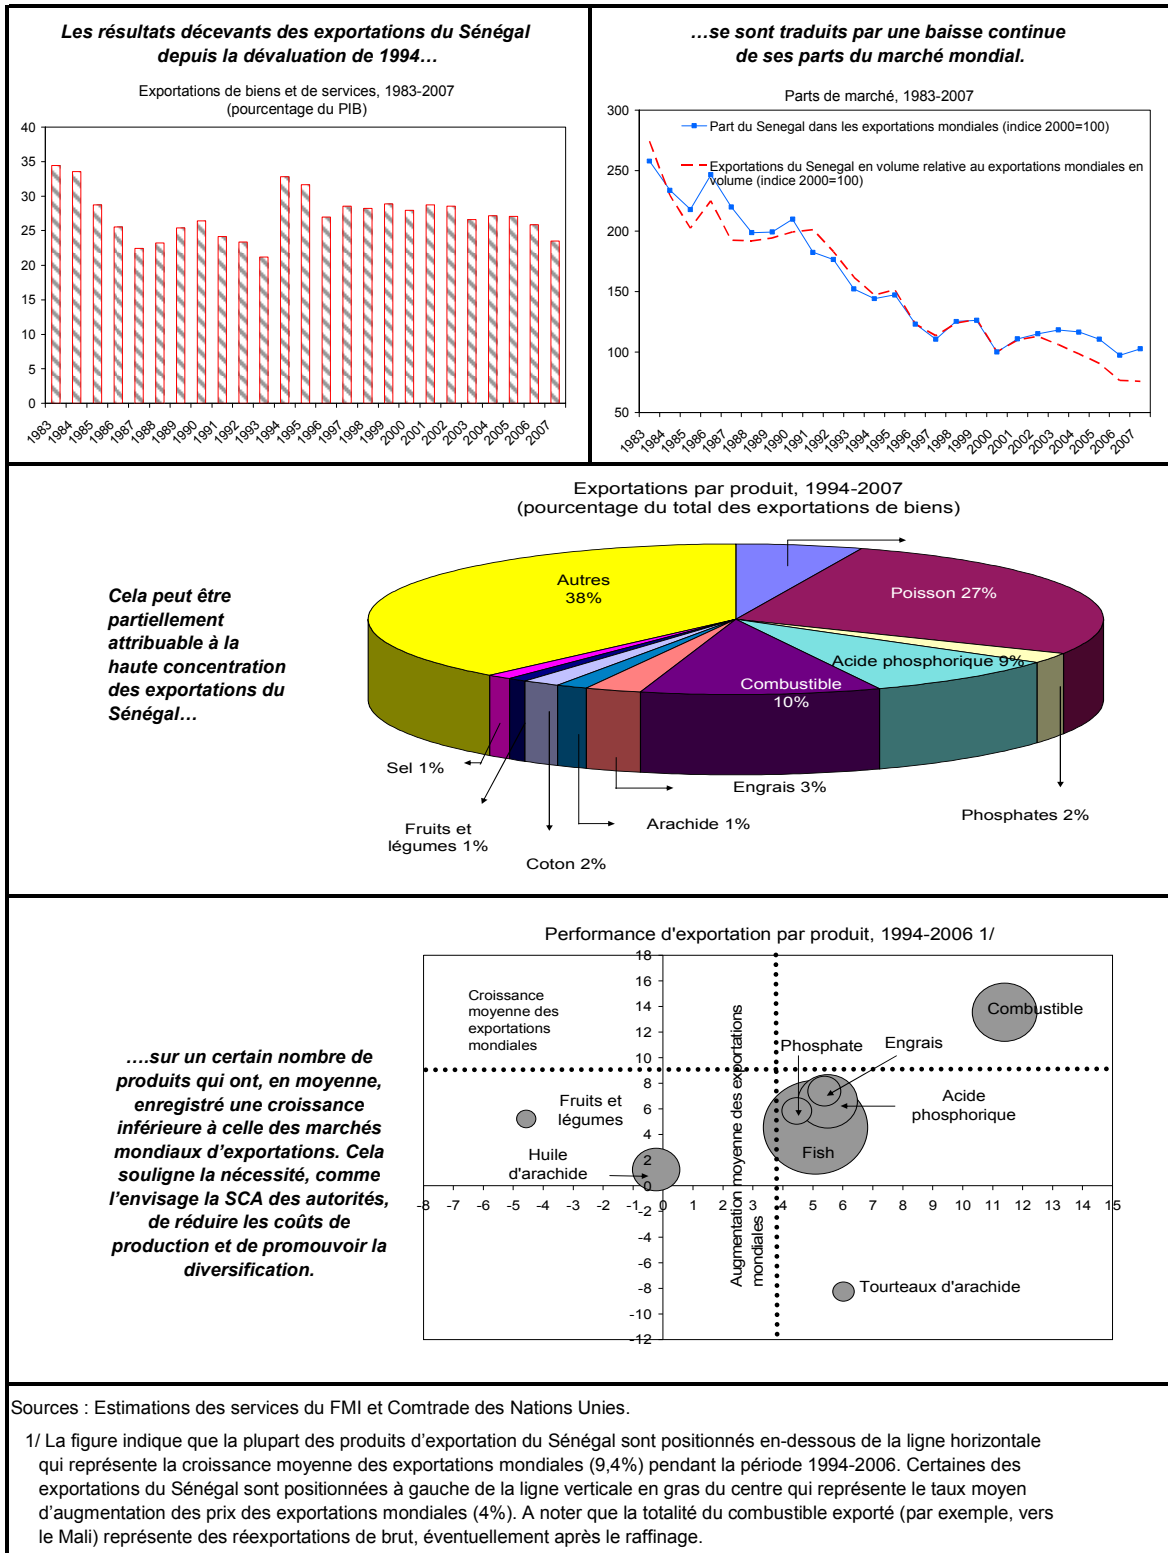 Les résultats décevants des exportations du Sénégal
depuis la dévaluation de 1994…
Exportations de biens et de services, 1983-2007
(pourcentage du PIB)
40
35
30
25
20
15
10
5
0
1983
1984
1985
1986
1987
1988
1989
1990
1991
1992
1993
1994
1995
1996
1997
1998
1999
2000
2001
2002
2003
2004
2005
2006
2007
…se sont traduits par une baisse continue
de ses parts du marché mondial.
Parts de marché, 1983-2007
300
250
200
150
100
50
Part du Senegal dans les exportations mondiales (indice 2000=100)
Exportations du Senegal en volume relative au exportations mondiales en
volume (indice 2000=100)
1983
1984
1985
1986
1987
1988
1989
1990
1991
1992
1993
1994
1995
1996
1997
1998
1999
2000
2001
2002
2003
2004
2005
2006
2007
Exportations par produit, 1994-2007
(pourcentage du total des exportations de biens)
Cela peut être
partiellement
attribuable à la
haute concentration
des exportations du
Sénégal…
Autres
38%
Poisson 27%
Acide phosphorique 9%
Combustible
10%
Sel 1%
Fruits et
légumes 1%
Coton 2%
Arachide 1%
Engrais 3%
Phosphates 2%
Performance d'exportation par produit, 1994-2006 1/
….sur un certain nombre de
produits qui ont, en moyenne,
enregistré une croissance
inférieure à celle des marchés
mondiaux d'exportations. Cela
souligne la nécessité, comme
l'envisage la SCA des autorités,
de réduire les coûts de
production et de promouvoir la
diversification.
18
16
14
12
10
8
6
4
2
0
-2
-4
-6
-8
-10
-12
-8
-7
-6
-5
-4
-3
-2
-1
0
1
2
3
4
5
6
7
8
9
10
11
12
13
14
15
Croissance
moyenne des
exportations
mondiales
Augmentation moyenne des exportations
mondiales
Combustible
Phosphate
Engrais
Acide
phosphorique
Fish
Fruits et
légumes
Huile
d'arachide
Tourteaux d'arachide
Sources : Estimations des services du FMI et Comtrade des Nations Unies.
1/ La figure indique que la plupart des produits d'exportation du Sénégal sont positionnés en-dessous de la ligne horizontale
qui représente la croissance moyenne des exportations mondiales (9,4%) pendant la période 1994-2006. Certaines des
exportations du Sénégal sont positionnées à gauche de la ligne verticale en gras du centre qui représente le taux moyen
d'augmentation des prix des exportations mondiales (4%). A noter que la totalité du combustible exporté (par exemple, vers
le Mali) représente des réexportations de brut, éventuellement après le raffinage.